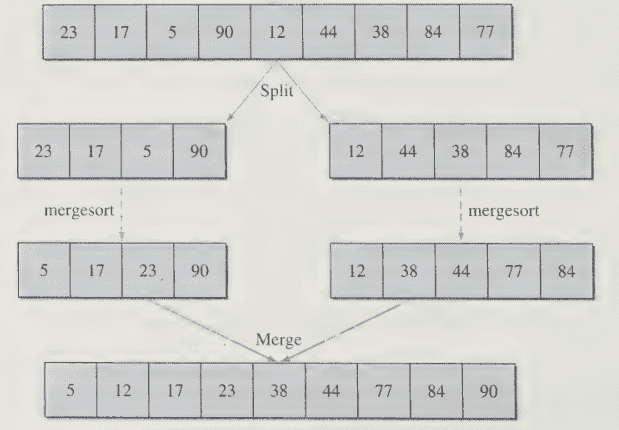 23 17 5 90 12 44 38 84 77
Split
23 17 5 90 12 44 38 84 77
mergesort mergesort
5 17 23 90 12 38 44 77 84
Merge
5 12 17 23 38 44 77 84 90